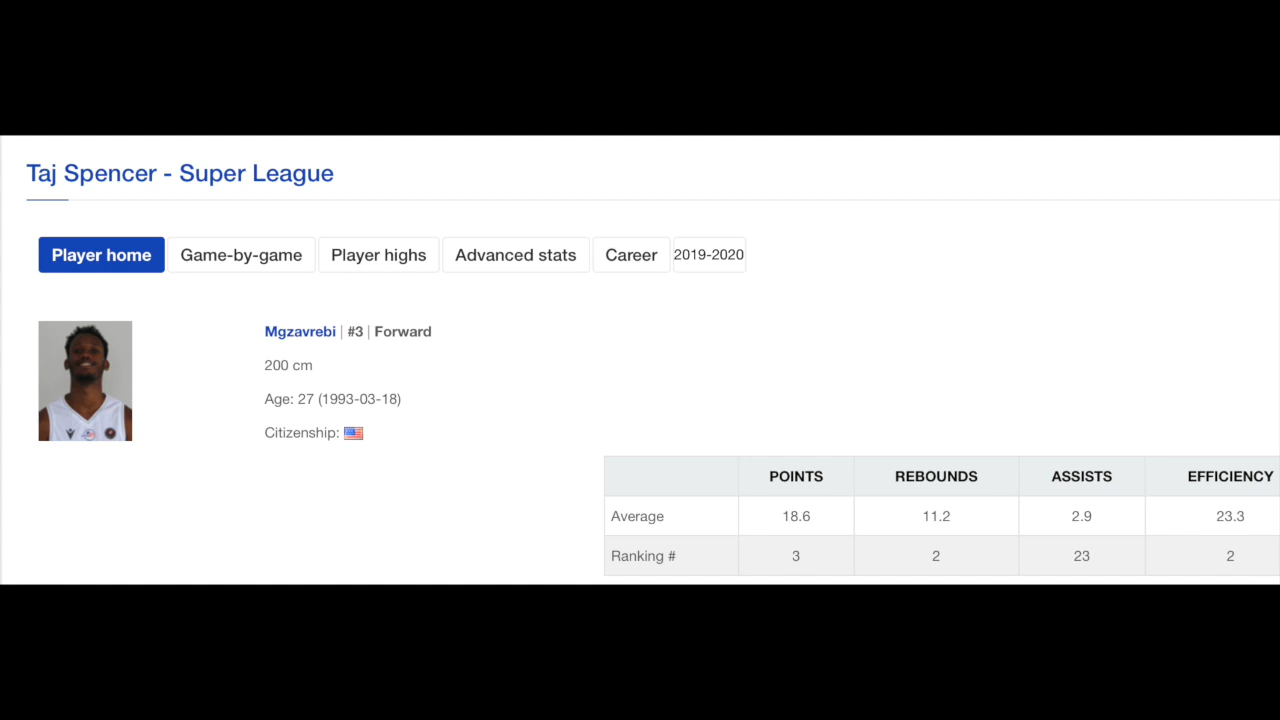 Taj Spencer - Super League
Player home Game-by-game Player highs Advanced stats Career 2019-2020
Mgzavrebi | #3 | Forward
200 cm
Age: 27 (1993-03-18)
Citizenship:
POINTS REBOUNDS ASSISTS EFFICIENCY
Average 18.6 11.2 2.9 23.3
Ranking # 3 2 23 2